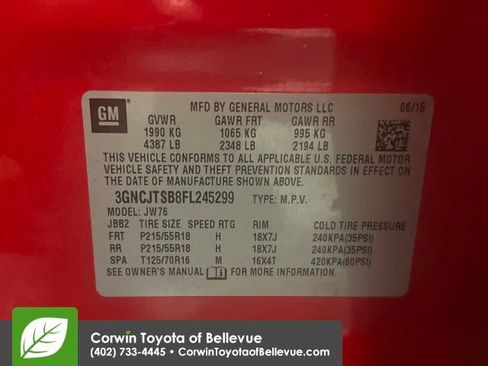 GM
MFD BY GENERAL MOTORS LLC 06/15
GVWR GAWR FRT GAWR RR
1990 KG 1065 KG 995 KG
4387 LB 2348 LB 2194 LB
THIS VEHICLE CONFORMS TO ALL APPLICABLE U.S. FEDERAL MOTOR
VEHICLE SAFETY AND THEFT PREVENTION STANDARDS IN EFFECT ON
THE DATE OF MANUFACTURE SHOWN ABOVE.
3GNCJTSB8FL245299 TYPE: M.P.V.
MODEL: JW76
JBB2 TIRE SIZE SPEED RTG RIM COLD TIRE PRESSURE
FRT P215/55R18 H 18X7J 240KPA(35PSI)
RR P215/55R18 H 18X7J 240KPA(35PSI)
SPA T125/70R16 M 16X4T 420KPA(60PSI)
SEE OWNER'S MANUAL FOR MORE INFORMATION.
Corwin Toyota of Bellevue
(402) 733-4445 • CorwinToyotaofBellevue.com